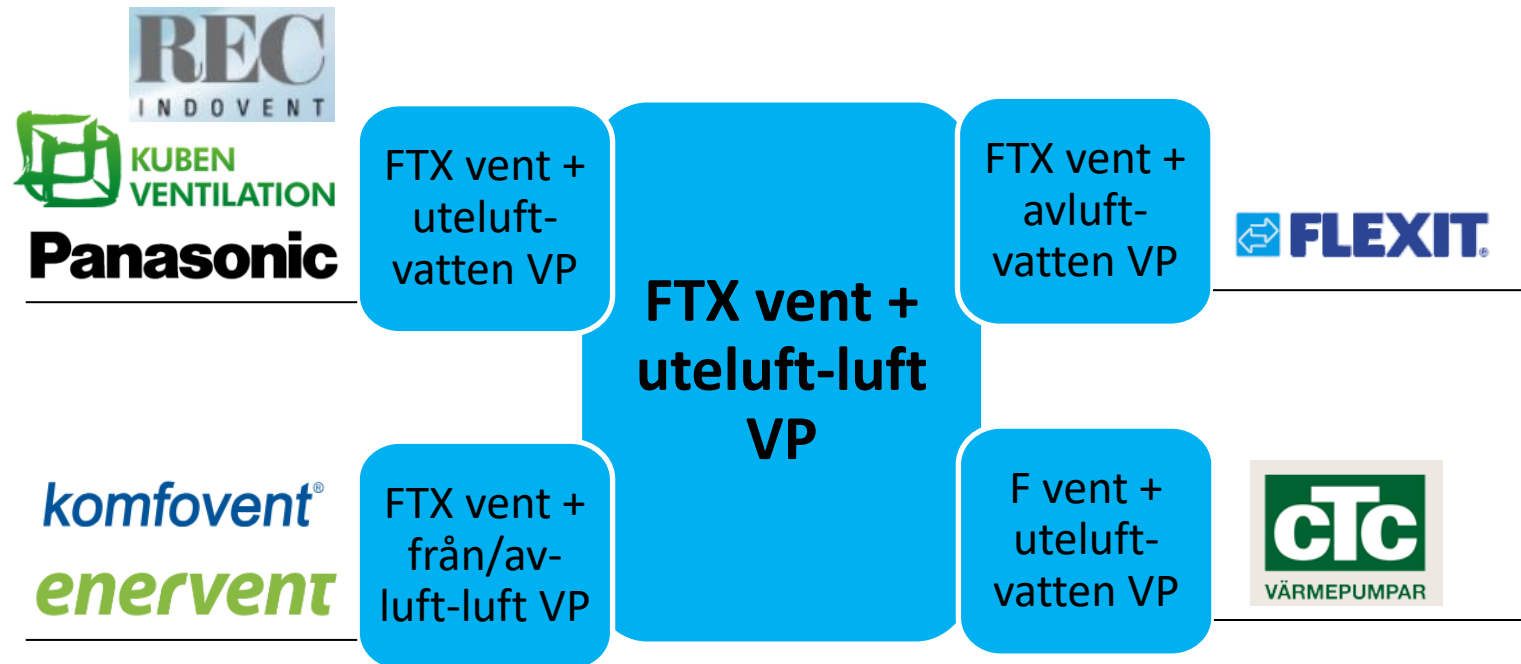 REC
INDOVENT
KUBEN
VENTILATION
Panasonic
FTX vent +
uteluft-
vatten VP
FTX vent +
uteluft-luft
VP
FTX vent +
avluft-
vatten VP
FLEXIT®
komfovent®
enervent
FTX vent +
från/av-
luft-luft VP
F vent +
uteluft-
vatten VP
CTC
VÄRMEPUMPAR